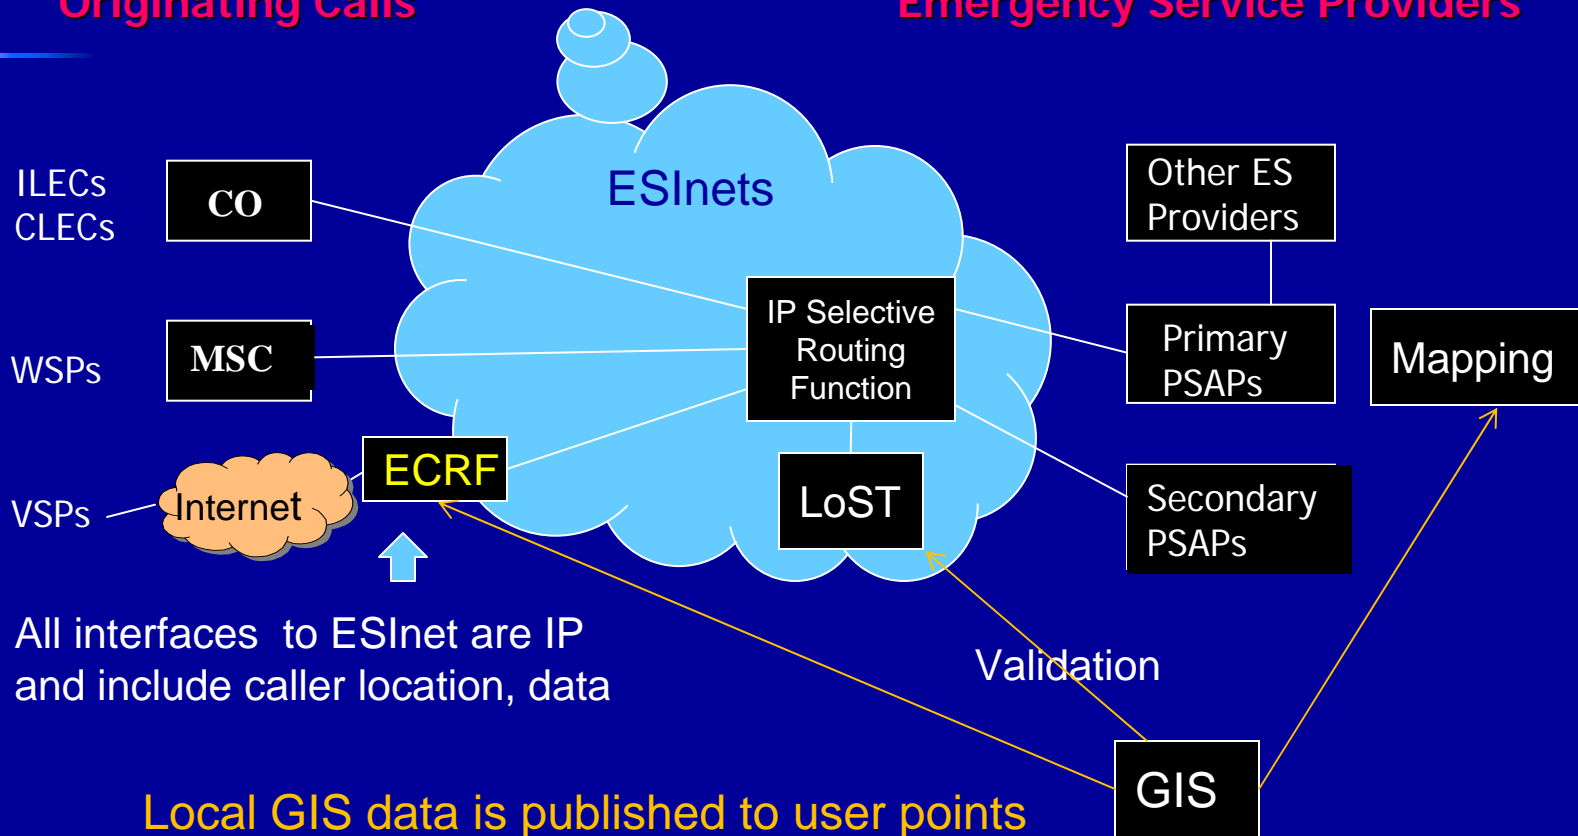 Originating Calls
Emergency Service Providers
ESInets
ILECs
CLECs
CO
Other ES
Providers
IP Selective
Routing
Function
WSPs
MSC
Primary
PSAPs
Mapping
VSPs
Internet
ECRF
LoST
Secondary
PSAPs
All interfaces  to ESInet are IP
and include caller location, data
Validation
GIS
Local GIS data is published to user points